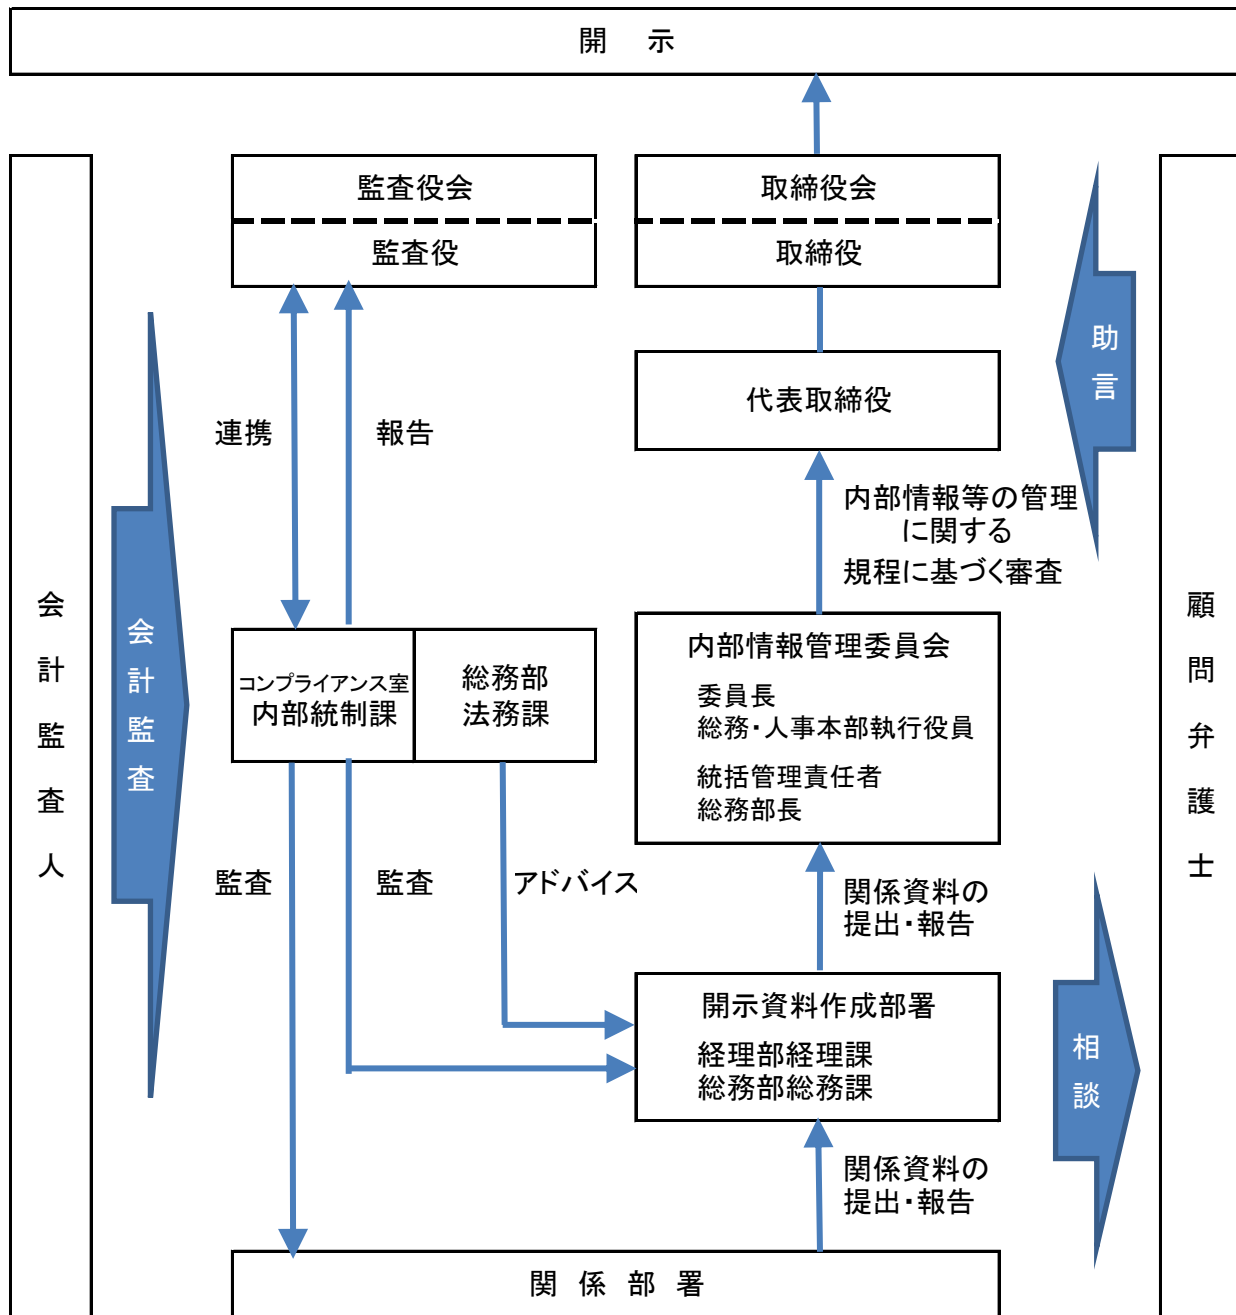 開 示
監査役会
監査役
取締役会
取締役
代表取締役
助言
連携
報告
内部情報等の管理
に関する
規程に基づく審査
会計監査人
会計監査
顧問弁護士
コンプライアンス室
内部統制課
総務部
法務課
内部情報管理委員会
委員長
総務・人事本部執行役員
統括管理責任者
総務部長
監査
監査
アドバイス
関係資料の
提出・報告
開示資料作成部署
経理部経理課
総務部総務課
相談
関係資料の
提出・報告
関 係 部 署